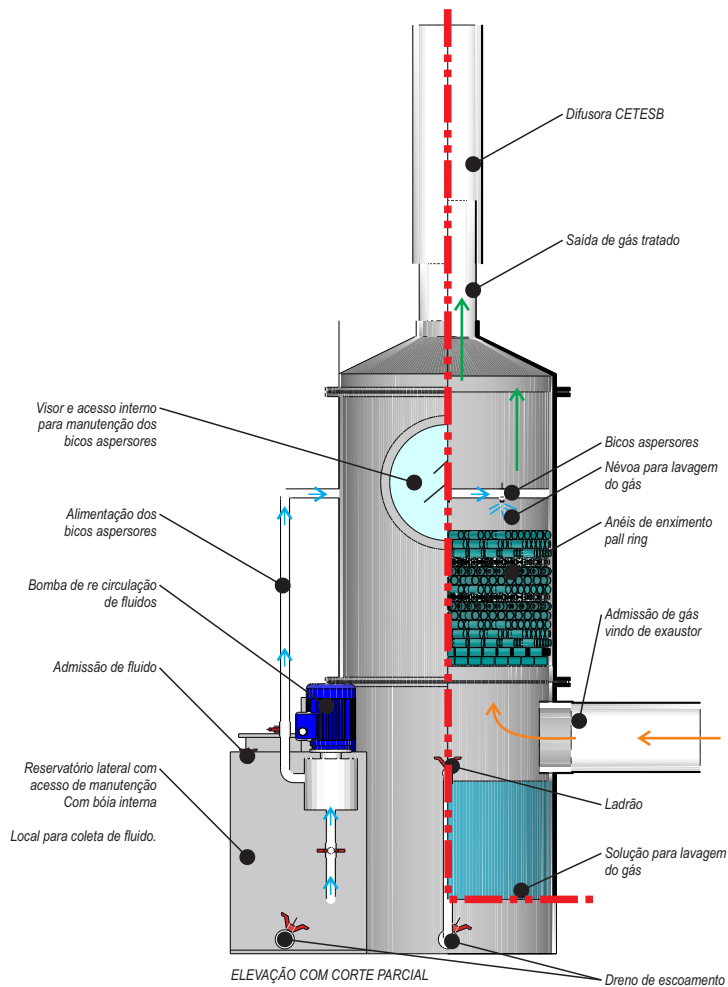 Difusora CETESB
Saída de gás tratado
Visor e acesso interno
para manutenção dos
bicos aspersores
Bicos aspersores
Névoa para lavagem
do gás
Alimentação dos
bicos aspersores
Anéis de enximento
pall ring
Bomba de re circulação
de fluidos
Admissão de gás
vindo de exaustor
Admissão de fluido
Reservatório lateral com
acesso de manutenção
Com bóia interna
Local para coleta de fluido.
Ladrão
Solução para lavagem
do gás
ELEVAÇÃO COM CORTE PARCIAL
Dreno de escoamento